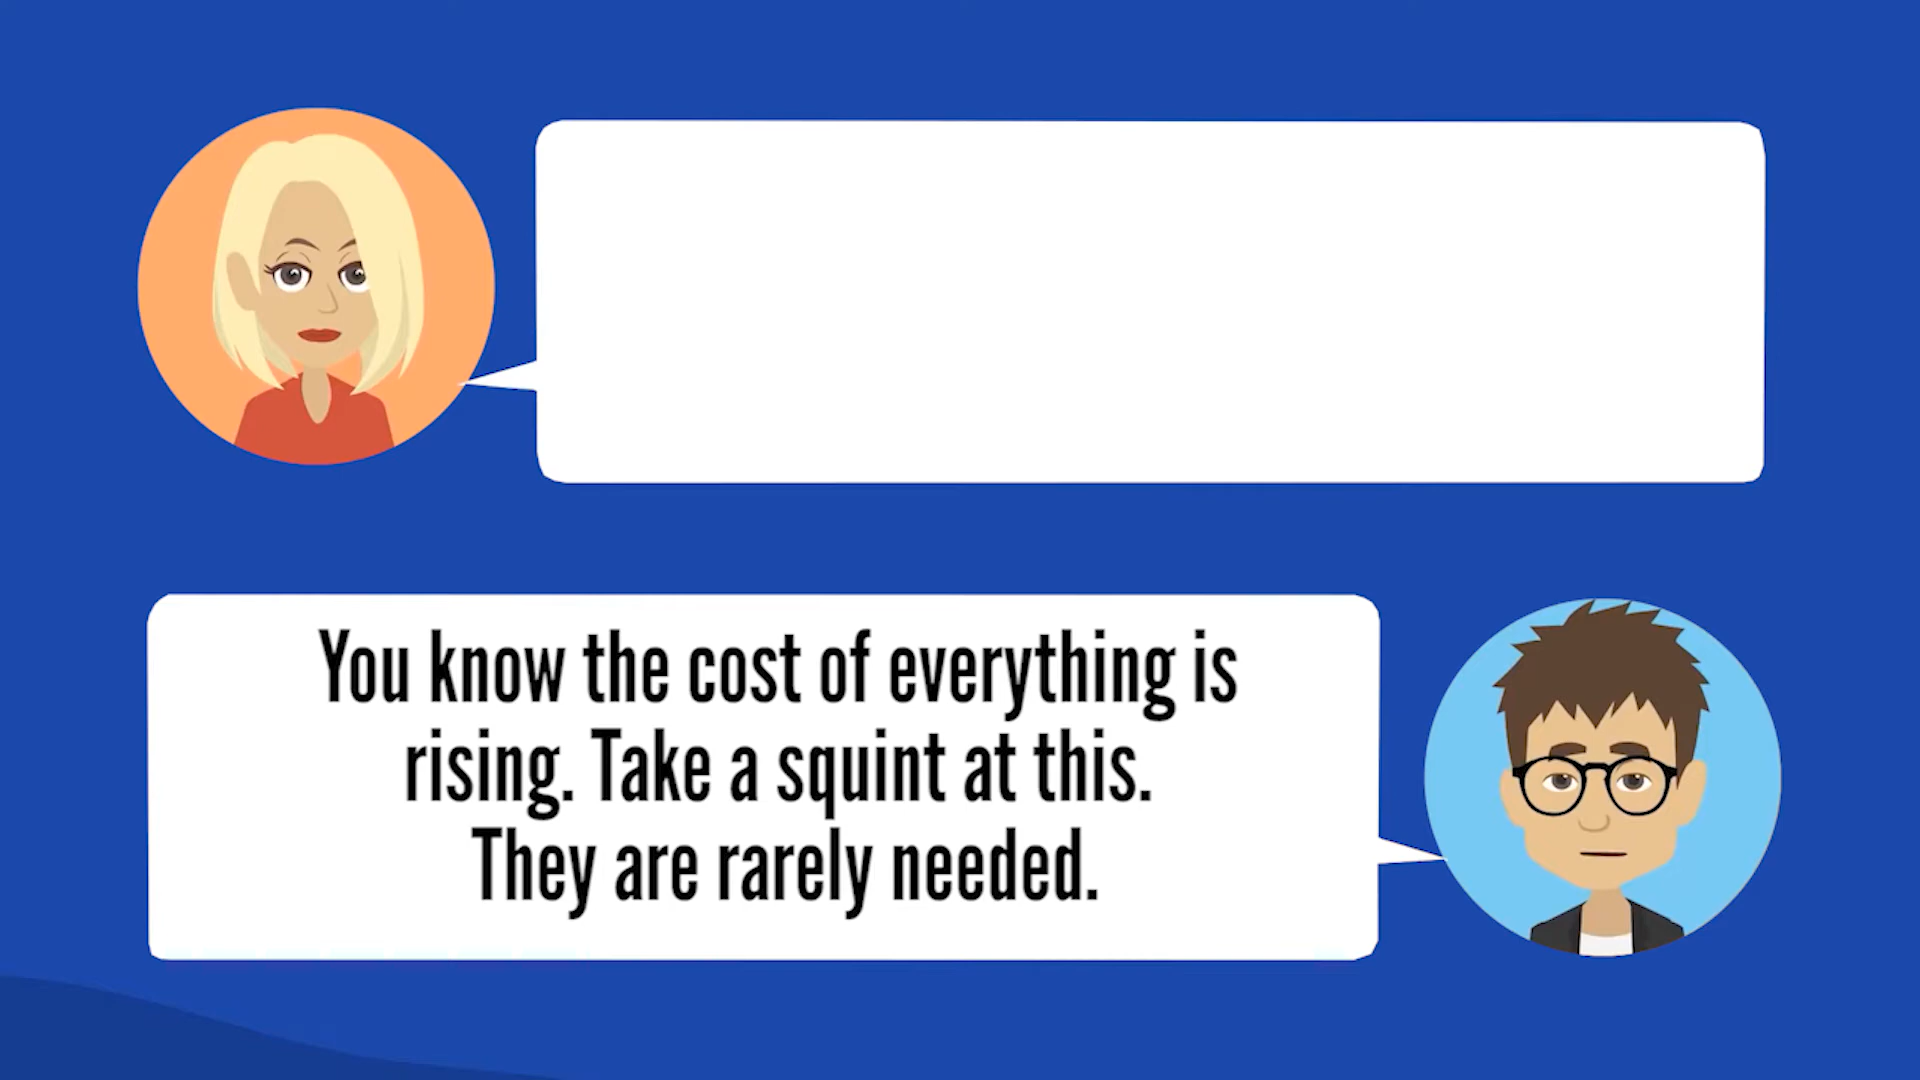 You know the cost of everything is
rising. Take a squint at this.
They are rarely needed.